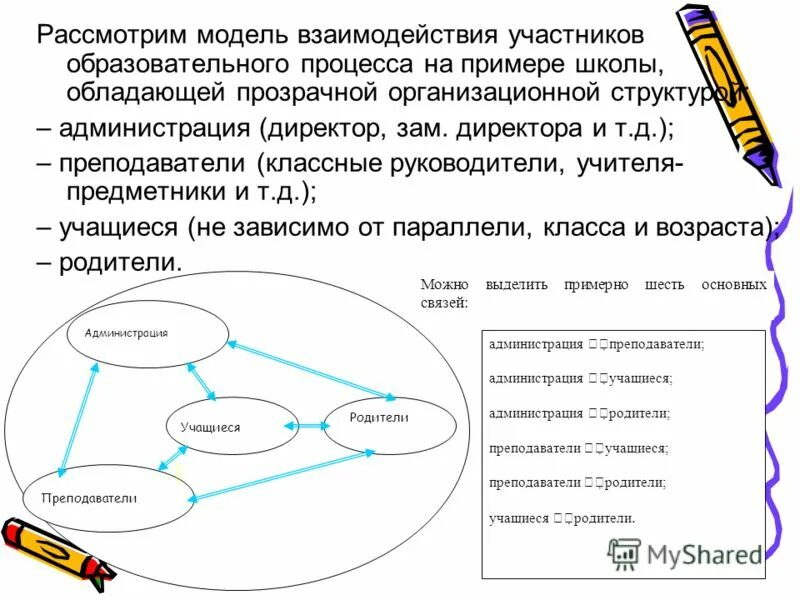 Рассмотрим модель взаимодействия участников
образовательного процесса на примере школы,
обладающей прозрачной организационной структурой:
– администрация (директор, зам. директора и т.д.);
– преподаватели (классные руководители, учителя-
предметники и т.д.);
– учащиеся (не зависимо от параллели, класса и возраста);
– родители.
Можно выделить примерно шесть основных
связей:
Администрация
Учащиеся
Родители
Преподаватели
администрация преподаватели;
администрация учащиеся;
администрация родители;
преподаватели учащиеся;
преподаватели родители;
учащиеся родители.
MyShared